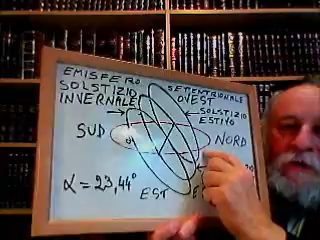 EMISFERO
SETTENTRIONALE
SOLSTIZIO
INVERNALE
OVEST
SOLSTIZIO
ESTIVO
SUD
NORD
α = 23,44°
EST